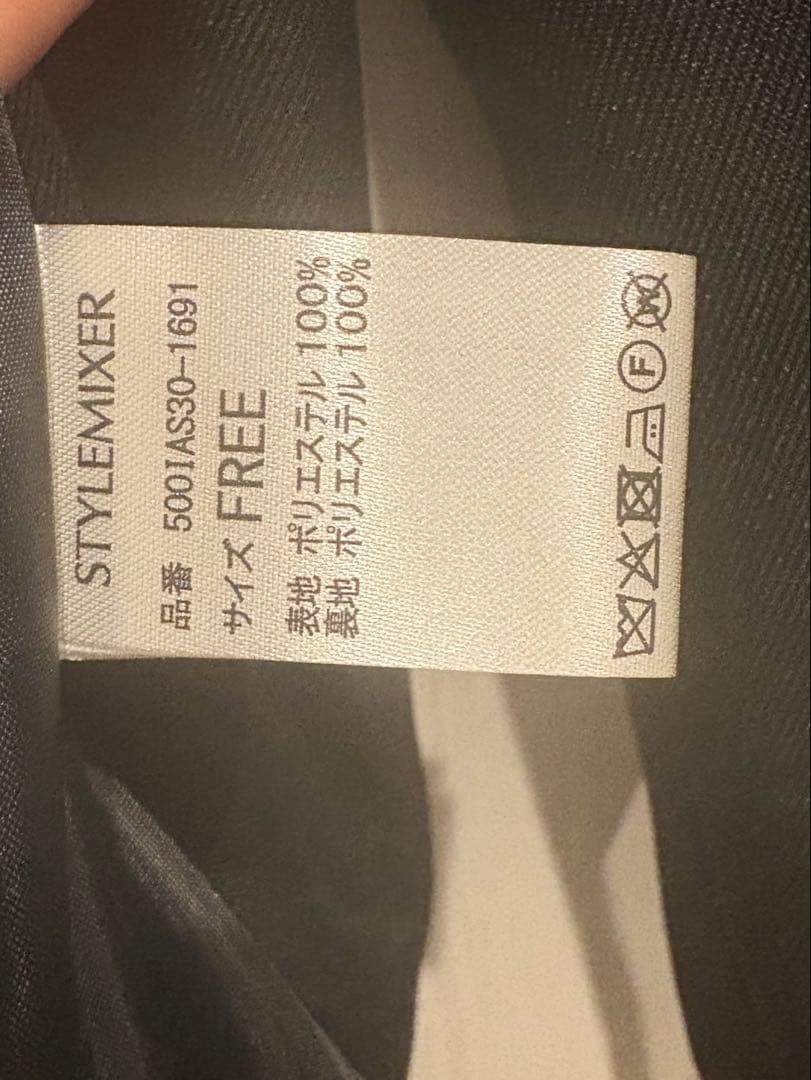 STYLEMIXER
品番 500IAS30-1691
サイズ FREE
表地 ポリエステル 100%
裏地 ポリエステル 100%
F W